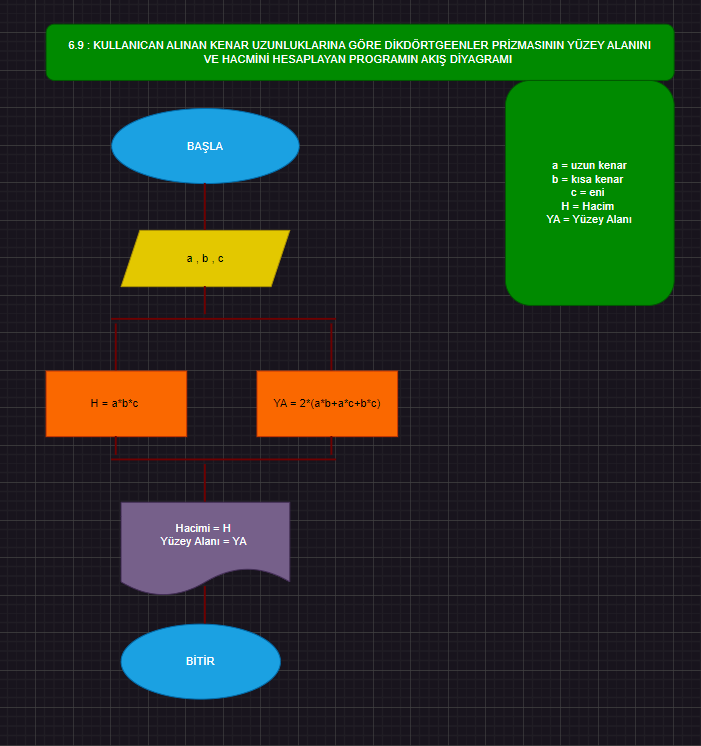 6.9 : KULLANICAN ALINAN KENAR UZUNLUKLARINA GÖRE DİKDÖRTGEENLER PRİZMASININ YÜZEY ALANINI
VE HACMİNİ HESAPLAYAN PROGRAMIN AKIŞ DİYAGRAMI
BAŞLA
a = uzun kenar
b = kısa kenar
c = eni
H = Hacim
YA = Yüzey Alanı
a , b , c
H = a*b*c
YA = 2*(a*b+a*c+b*c)
Hacimi = H
Yüzey Alanı = YA
BİTİR